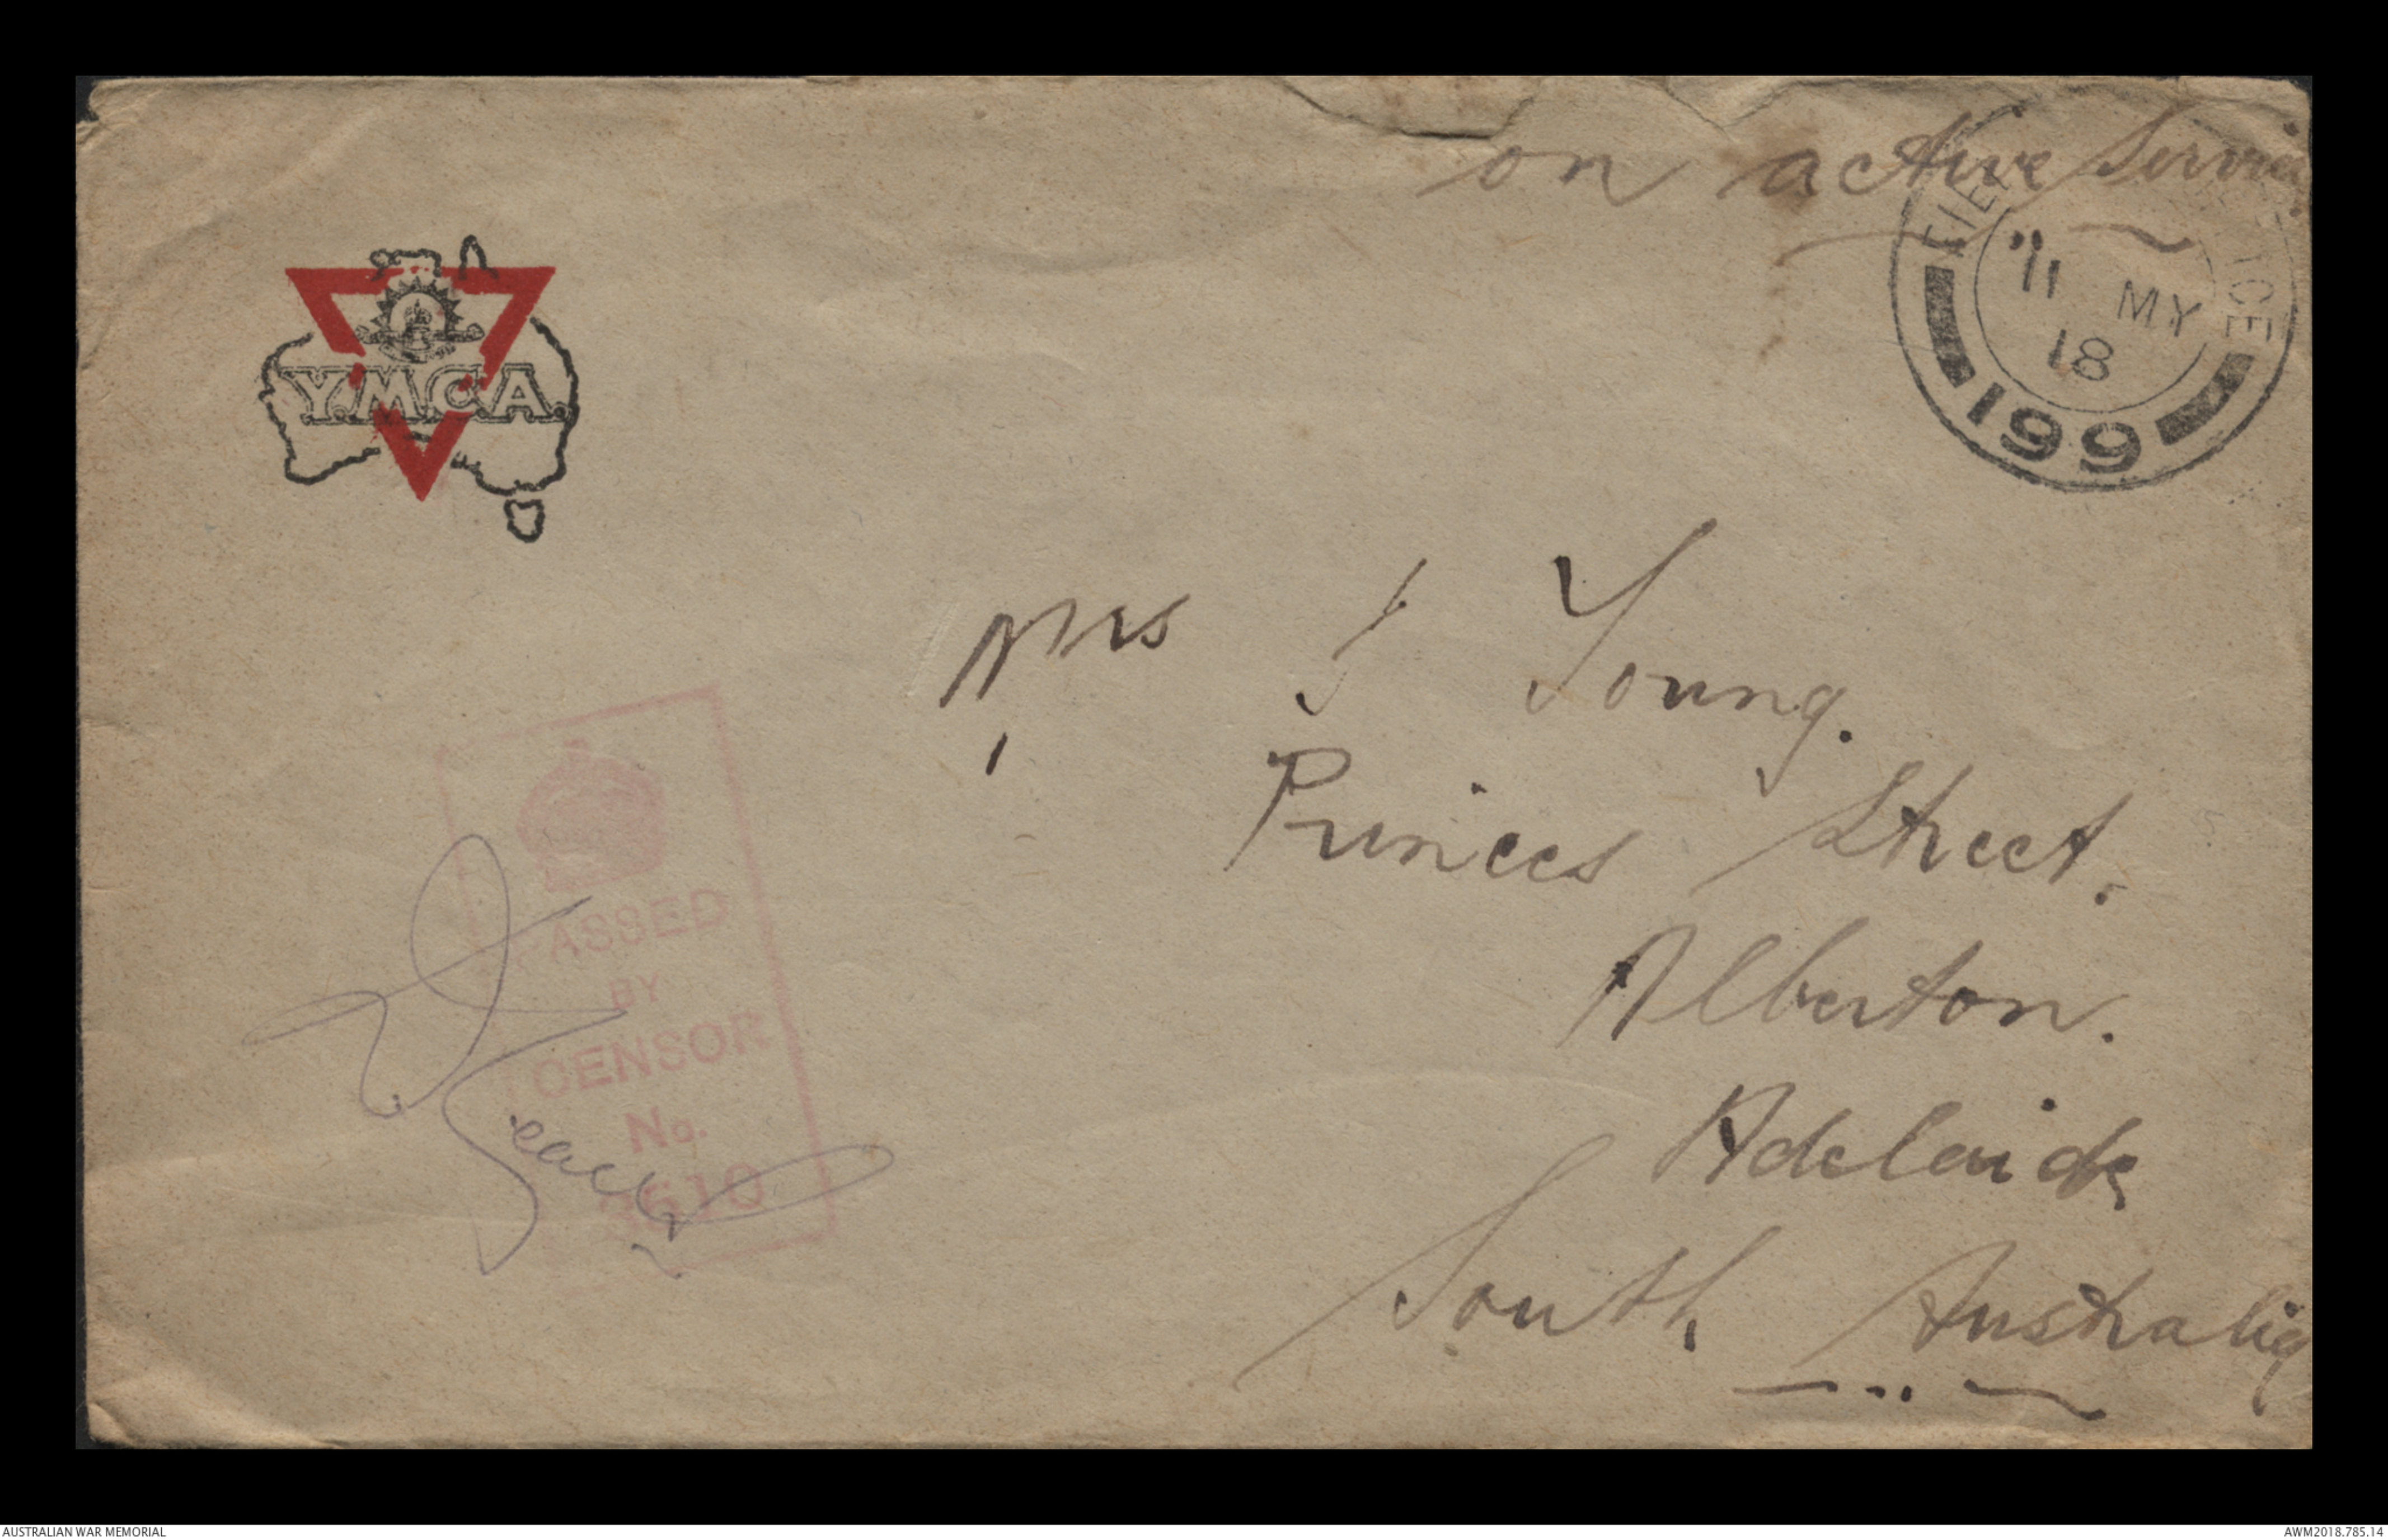 on active Service
FIELD POST OFFICE
11 MY
18
199
Y.M.C.A.
Mrs J Young.
Princes Street.
Alberton.
Adelaide
South Australia
PASSED
BY
CENSOR
No.
AUSTRALIAN WAR MEMORIAL
AWM2018.785.14